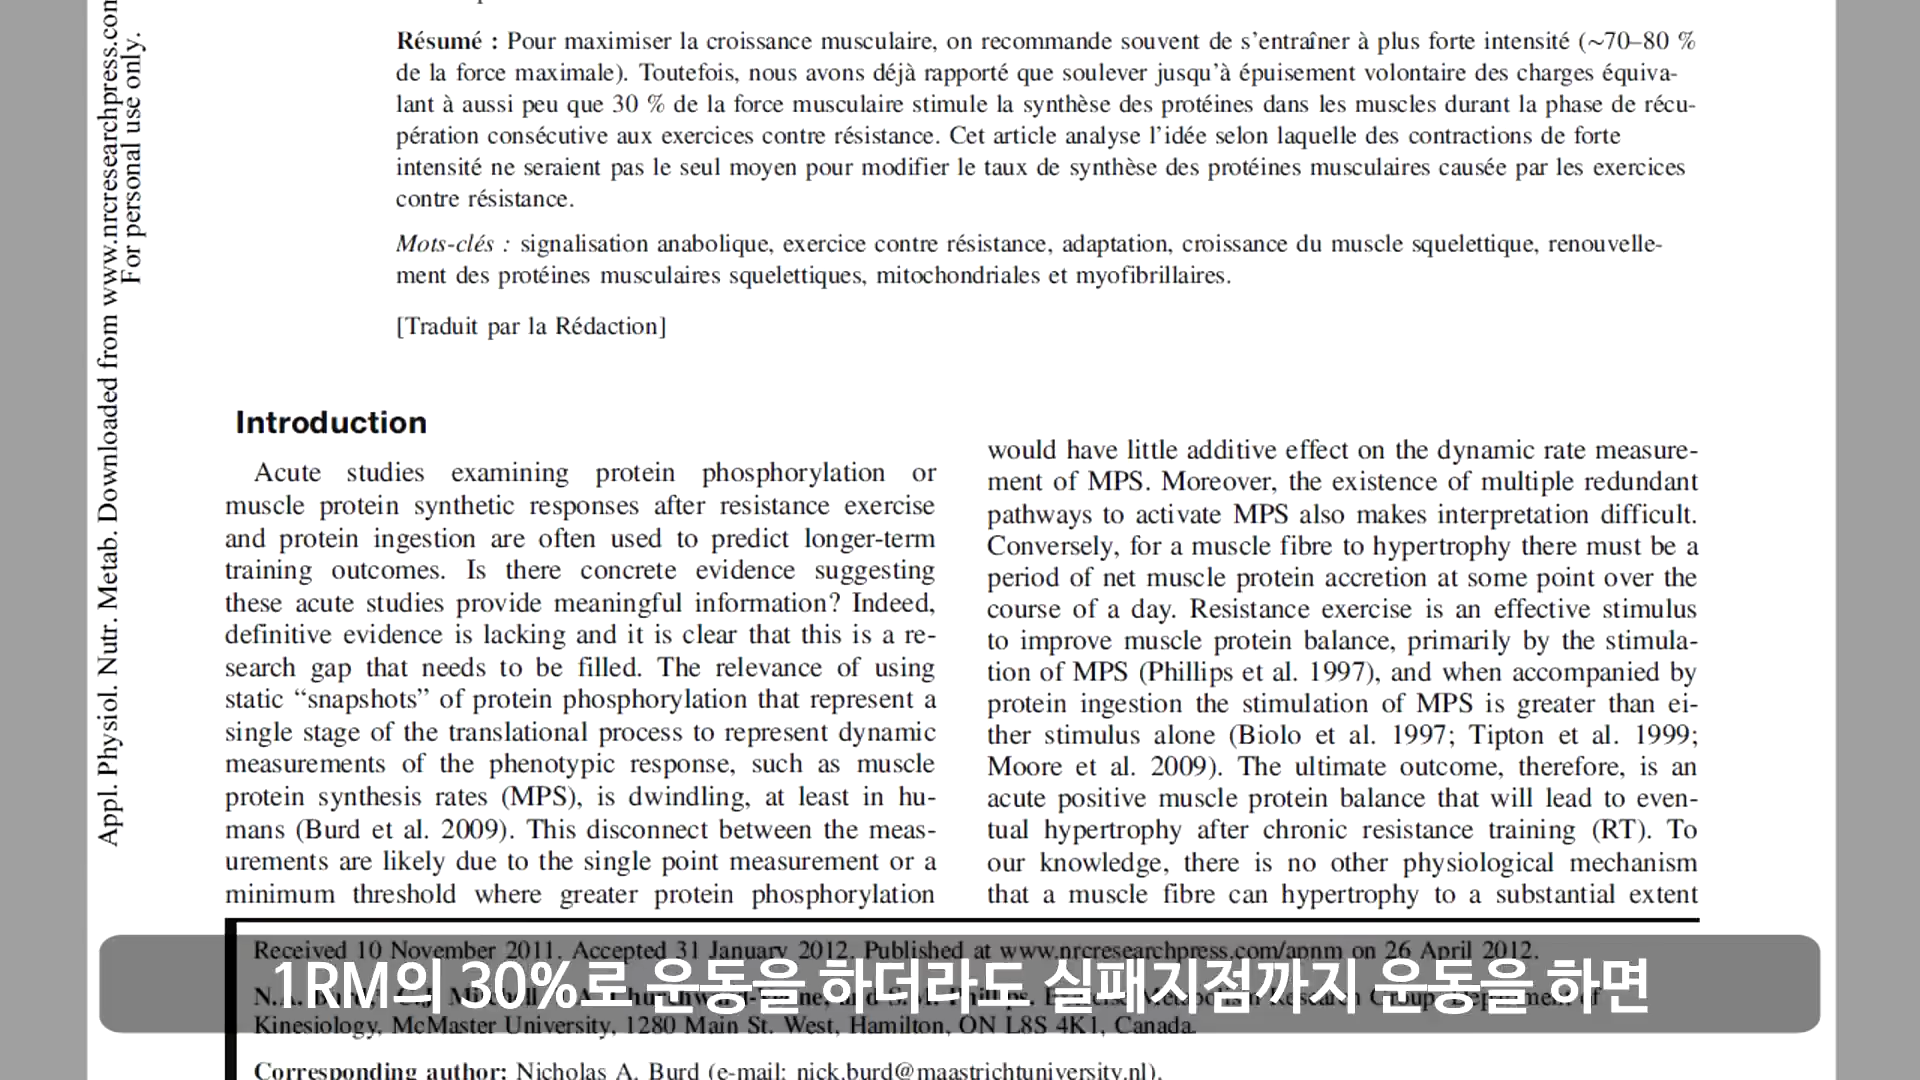 Appl. Physiol. Nutr. Metab. Downloaded from www.nrcresearchpress.com
For personal use only.
Résumé : Pour maximiser la croissance musculaire, on recommande souvent de s’entraîner à plus forte intensité (~70–80 %
de la force maximale). Toutefois, nous avons déjà rapporté que soulever jusqu’à épuisement volontaire des charges équiva-
lant à aussi peu que 30 % de la force musculaire stimule la synthèse des protéines dans les muscles durant la phase de récu-
pération consécutive aux exercices contre résistance. Cet article analyse l’idée selon laquelle des contractions de forte
intensité ne seraient pas le seul moyen pour modifier le taux de synthèse des protéines musculaires causée par les exercices
contre résistance.
Mots-clés : signalisation anabolique, exercice contre résistance, adaptation, croissance du muscle squelettique, renouvelle-
ment des protéines musculaires squelettiques, mitochondriales et myofibrillaires.
[Traduit par la Rédaction]
Introduction
Acute studies examining protein phosphorylation or
muscle protein synthetic responses after resistance exercise
and protein ingestion are often used to predict longer-term
training outcomes. Is there concrete evidence suggesting
these acute studies provide meaningful information? Indeed,
definitive evidence is lacking and it is clear that this is a re-
search gap that needs to be filled. The relevance of using
static “snapshots” of protein phosphorylation that represent a
single stage of the translational process to represent dynamic
measurements of the phenotypic response, such as muscle
protein synthesis rates (MPS), is dwindling, at least in hu-
mans (Burd et al. 2009). This disconnect between the meas-
urements are likely due to the single point measurement or a
minimum threshold where greater protein phosphorylation
would have little additive effect on the dynamic rate measure-
ment of MPS. Moreover, the existence of multiple redundant
pathways to activate MPS also makes interpretation difficult.
Conversely, for a muscle fibre to hypertrophy there must be a
period of net muscle protein accretion at some point over the
course of a day. Resistance exercise is an effective stimulus
to improve muscle protein balance, primarily by the stimula-
tion of MPS (Phillips et al. 1997), and when accompanied by
protein ingestion the stimulation of MPS is greater than ei-
ther stimulus alone (Biolo et al. 1997; Tipton et al. 1999;
Moore et al. 2009). The ultimate outcome, therefore, is an
acute positive muscle protein balance that will lead to even-
tual hypertrophy after chronic resistance training (RT). To
our knowledge, there is no other physiological mechanism
that a muscle fibre can hypertrophy to a substantial extent
Received 10 November 2011. Accepted 31 January 2012. Published at www.nrcresearchpress.com/apnm on 26 April 2012.
1RM의 30%로 운동을 하더라도 실패지점까지 운동을 하면
Kinesiology, McMaster University, 1280 Main St. West, Hamilton, ON L8S 4K1, Canada.
Corresponding author: Nicholas A. Burd (e-mail: nick.burd@maastrichtuniversity.nl).